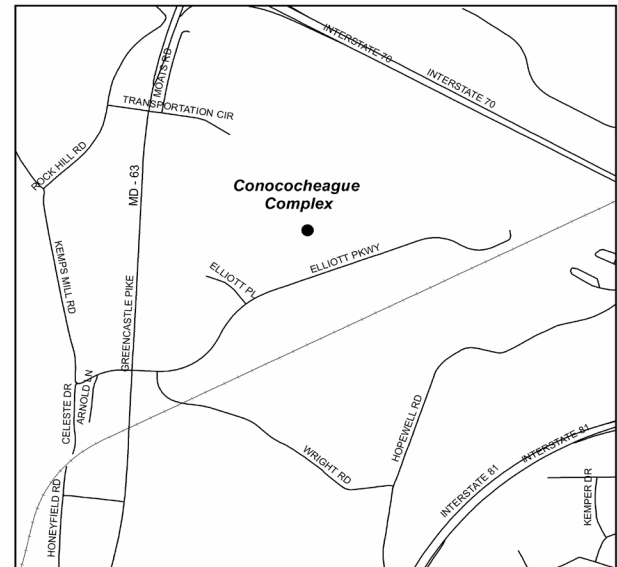 INTERSTATE 70
INTERSTATE 70
MOATS RD
TRANSPORTATION CIR
ROCK HILL RD
MD - 63
Conococheague
Complex
KEMPS MILL RD
ELLIOTT PKWY
ELLIOTT PL
GREENCASTLE PIKE
ARNOLD LN
CELESTE DR
HOPEWELL RD
WRIGHT RD
INTERSTATE 81
INTERSTATE 81
KEMPER DR
HONEYFIELD RD